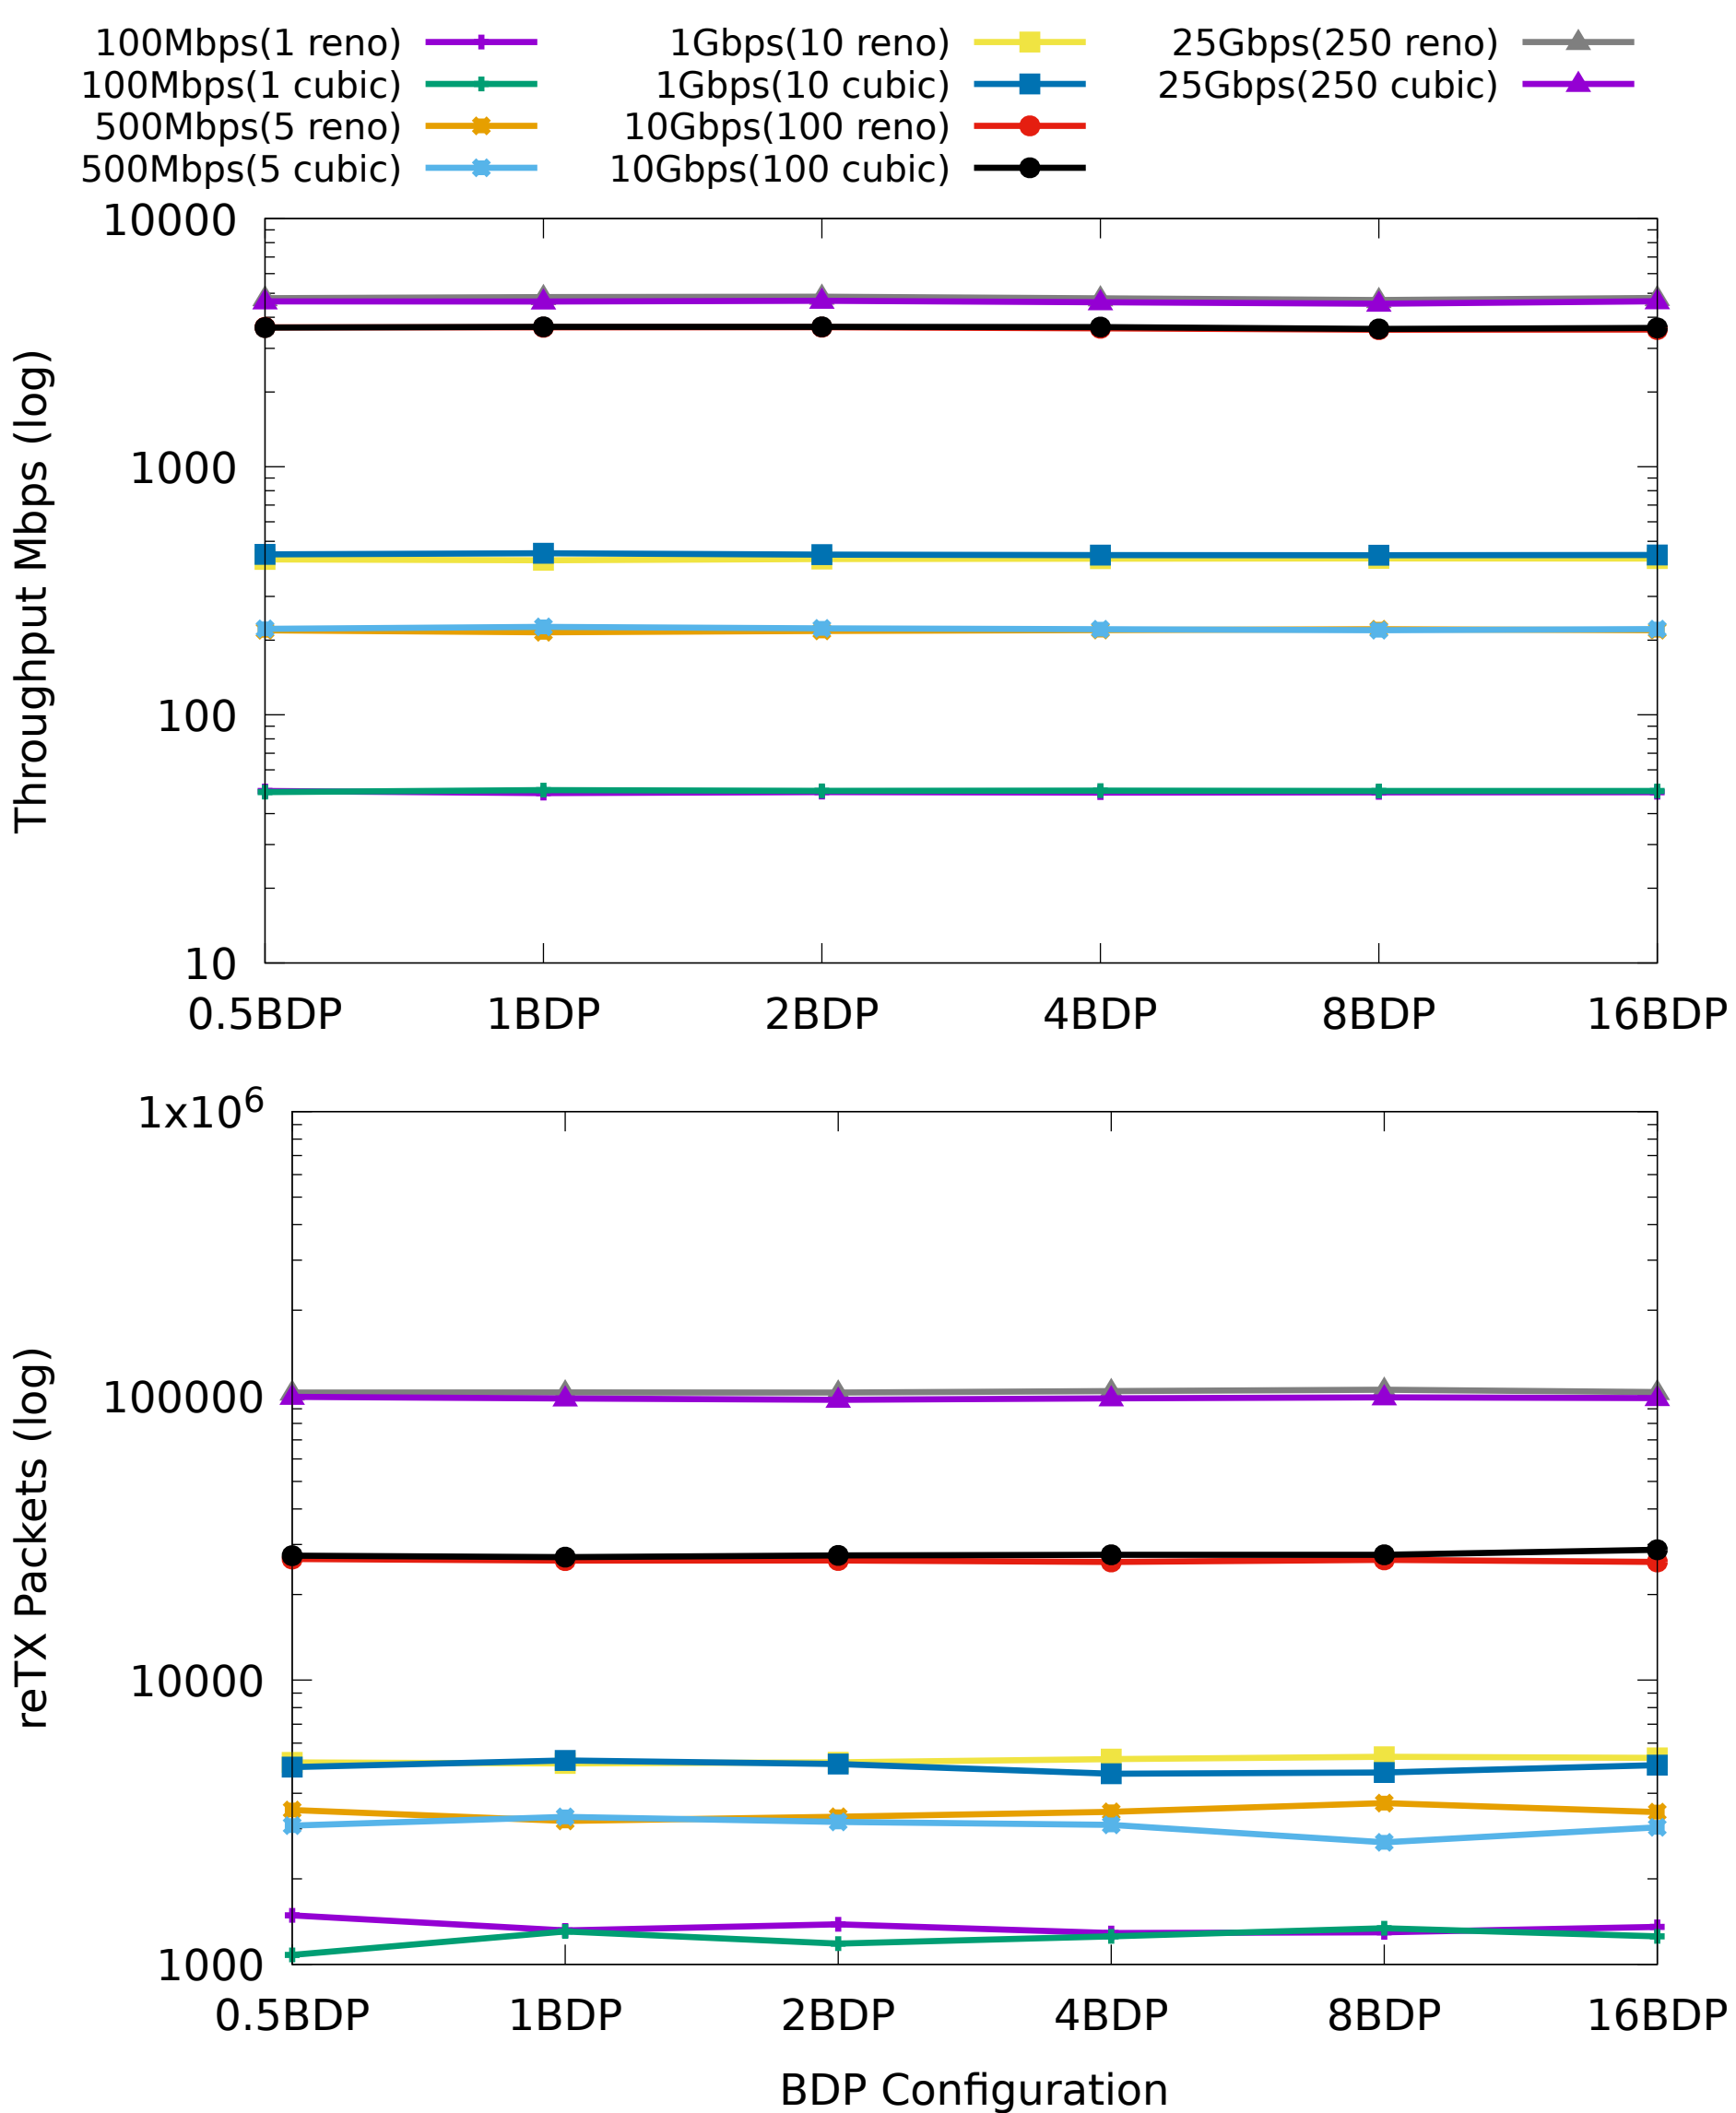 100Mbps(1 reno)
100Mbps(1 cubic)
500Mbps(5 reno)
500Mbps(5 cubic)
1Gbps(10 reno)
1Gbps(10 cubic)
10Gbps(100 reno)
10Gbps(100 cubic)
25Gbps(250 reno)
25Gbps(250 cubic)
Throughput Mbps (log)
10000
1000
100
10
0.5BDP 1BDP 2BDP 4BDP 8BDP 16BDP
reTX Packets (log)
1x10⁶
100000
10000
1000
0.5BDP 1BDP 2BDP 4BDP 8BDP 16BDP
BDP Configuration